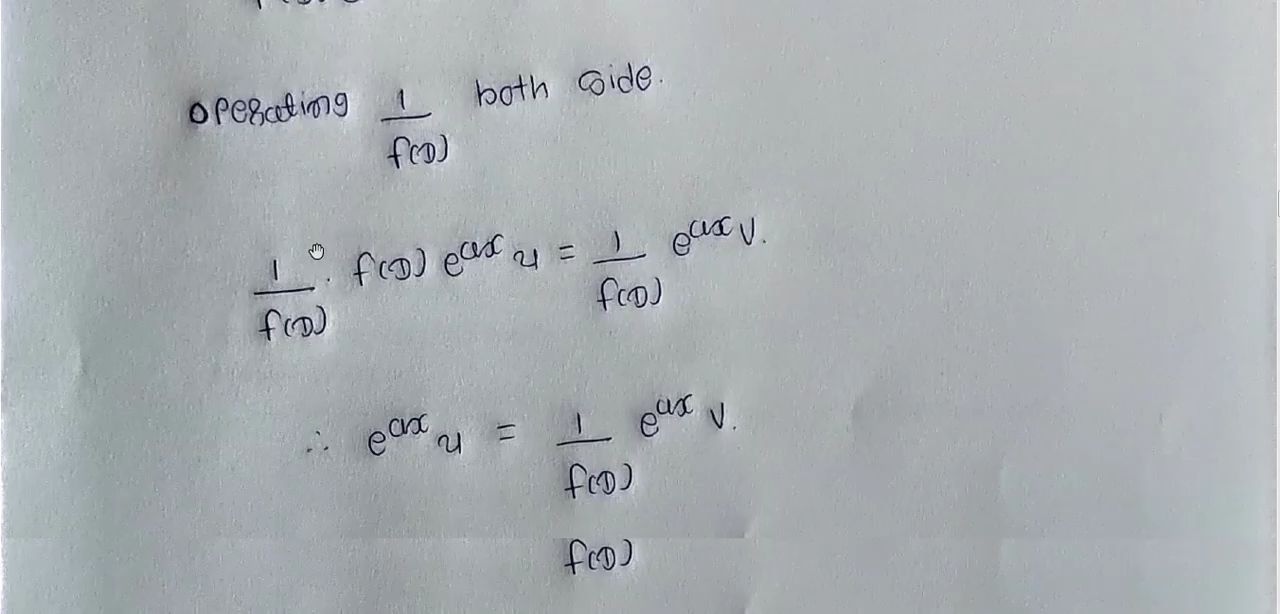 operating 1/f(D) both side.
1/f(D) . f(D) e^{ax} u = 1/f(D) e^{ax} V.
∴ e^{ax} u = 1/f(D) e^{ax} V.
f(D)